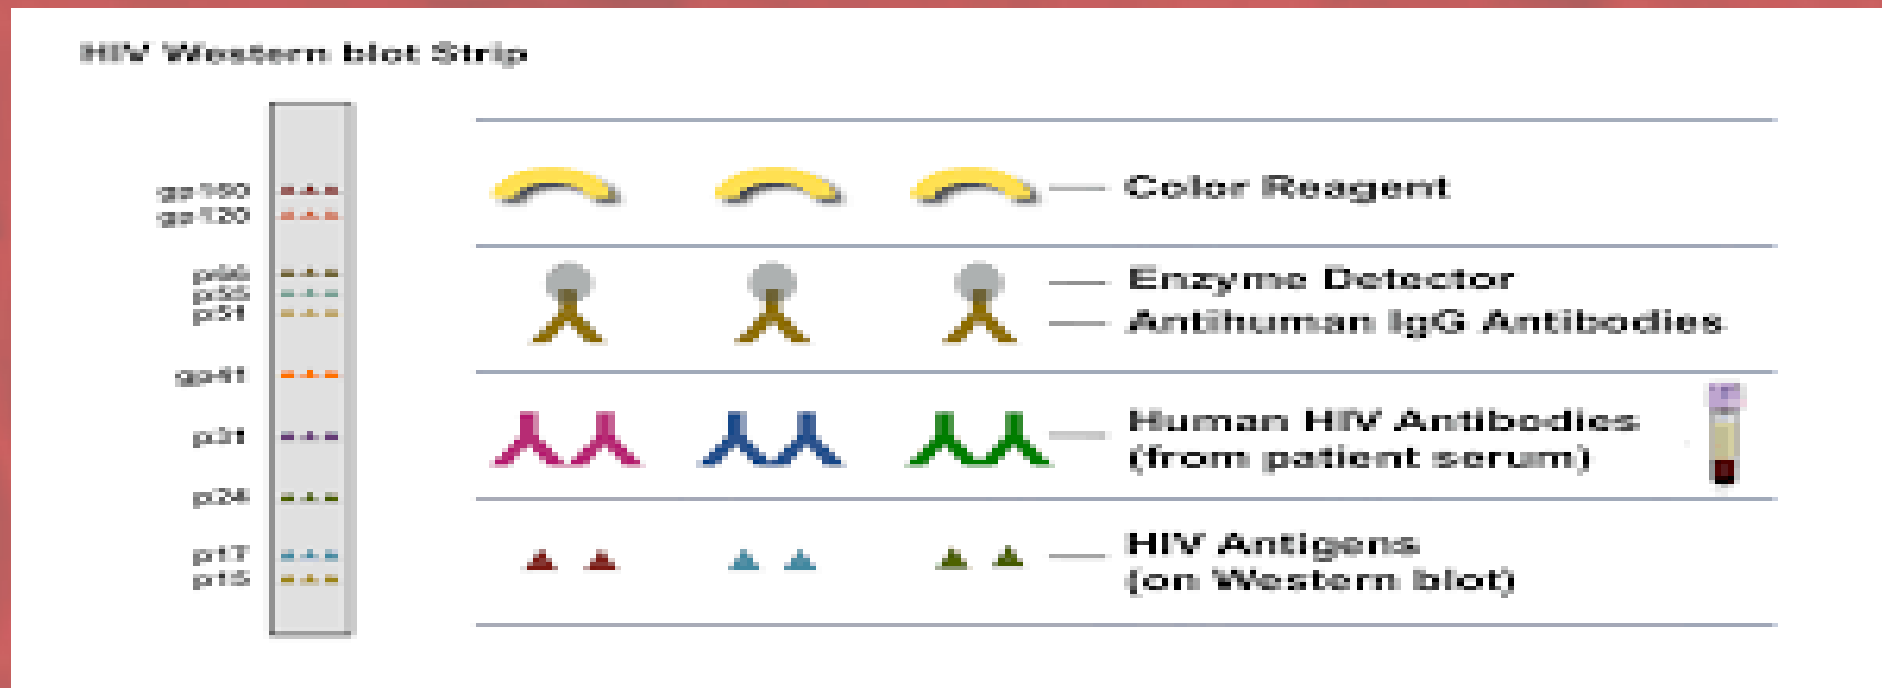 HIV Western blot Strip
gp160
gp120
p66
p55
p51
gp41
p31
p24
p17
p15
Color Reagent
Enzyme Detector
Antihuman IgG Antibodies
Human HIV Antibodies
(from patient serum)
HIV Antigens
(on Western blot)